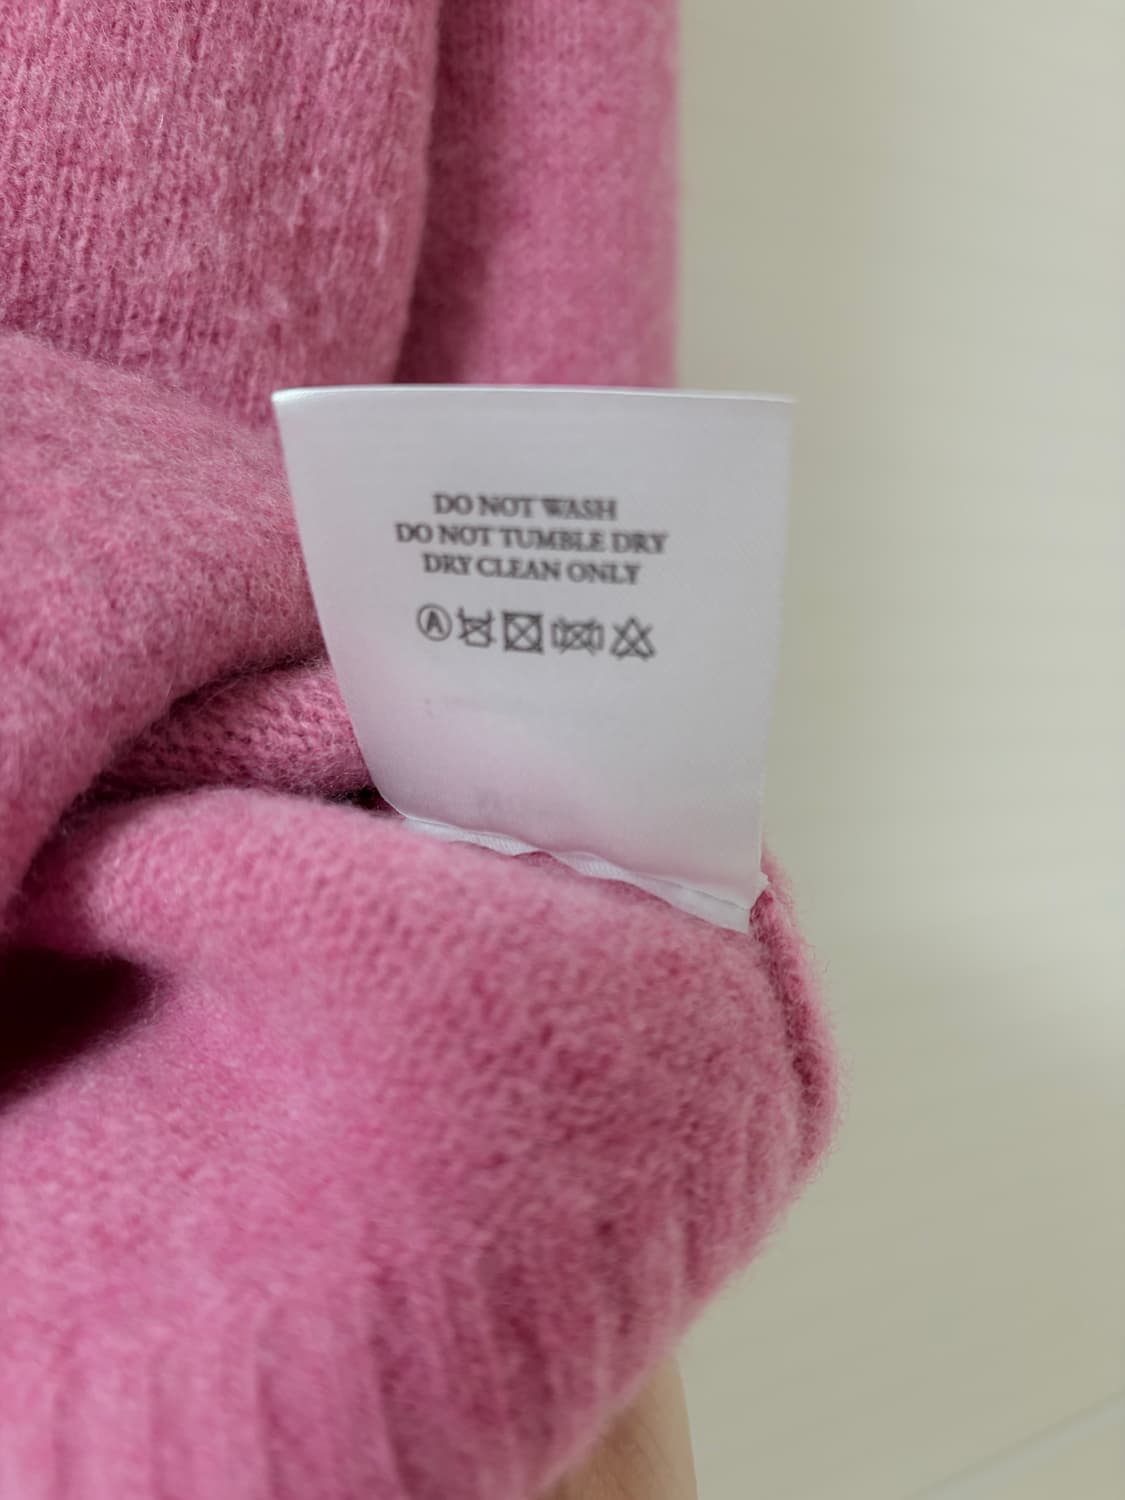 DO NOT WASH
DO NOT TUMBLE DRY
DRY CLEAN ONLY
A